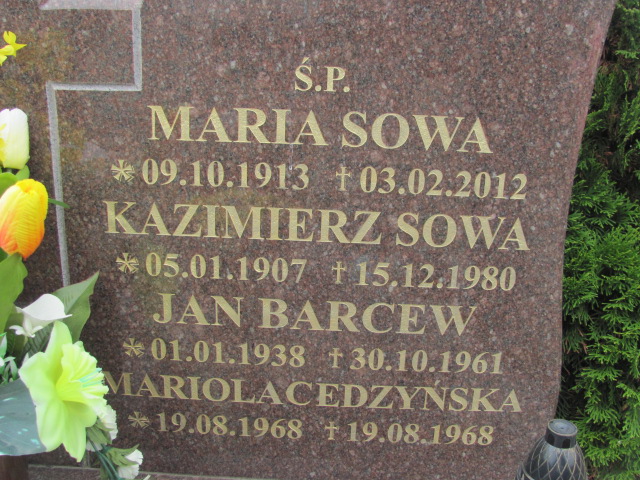 Ś.P.
MARIA SOWA
* 09.10.1913 † 03.02.2012
KAZIMIERZ SOWA
* 05.01.1907 † 15.12.1980
JAN BARCEW
* 01.01.1938 † 30.10.1961
MARIOLA CEDZYŃSKA
* 19.08.1968 † 19.08.1968